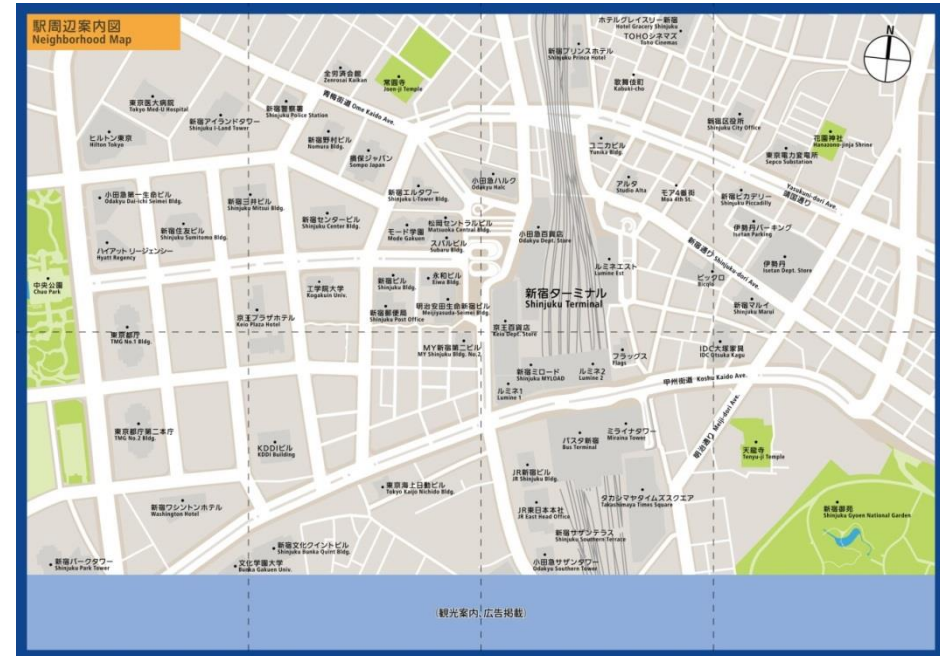 駅周辺案内図
Neighborhood Map
ホテルグレイスリー新宿
Hotel Gracery Shinjuku
TOHOシネマズ
Toho Cinemas
新宿プリンスホテル
Shinjuku Prince Hotel
歌舞伎町
Kabuki-cho
N
全労済会館
Zenrosai Kaikan
常圓寺
Joen-ji Temple
青梅街道 Ome Kaido Ave.
東京医大病院
Tokyo Med-U Hospital
新宿アイランドタワー
Shinjuku I-Land Tower
新宿警察署
Shinjuku Police Station
新宿区役所
Shinjuku City Office
花園神社
Hanazono-jinja Shrine
ヒルトン東京
Hilton Tokyo
新宿野村ビル
Nomura Bldg.
損保ジャパン
Sompo Japan
ユニカビル
Yunika Bldg.
東京電力変電所
Tepco Substation
小田急ハルク
Odakyu Halc
アルタ
Studio Alta
モア4番街
Moa 4th St.
新宿ピカデリー
Shinjuku Piccadilly
Yasukuni-dori Ave.
靖国通り
小田急第一生命ビル
Odakyu Dai-ichi Seimei Bldg.
新宿三井ビル
Shinjuku Mitsui Bldg.
新宿エルタワー
Shinjuku L-Tower Bldg.
新宿センタービル
Shinjuku Center Bldg.
モード学園
Mode Gakuen
松岡セントラルビル
Matsuoka Central Bldg.
スバルビル
Subaru Bldg.
小田急百貨店
Odakyu Dept. Store
伊勢丹パーキング
Isetan Parking
新宿住友ビル
Shinjuku Sumitomo Bldg.
ハイアット リージェンシー
Hyatt Regency
新宿通り Shinjuku-dori Ave.
伊勢丹
Isetan Dept. Store
ルミネエスト
Lumine Est
ビックロ
Bicqlo
中央公園
Chuo Park
工学院大学
Kogakuin Univ.
新宿ビル
Shinjuku Bldg.
永和ビル
Eiwa Bldg.
新宿ターミナル
Shinjuku Terminal
新宿マルイ
Shinjuku Marui
新宿郵便局
Shinjuku Post Office
明治安田生命新宿ビル
Meijiyasuda-Seimei Bldg.
京王プラザホテル
Keio Plaza Hotel
京王百貨店
Keio Dept. Store
東京都庁
TMG No.1 Bldg.
MY新宿第二ビル
MY Shinjuku Bldg. No.2
フラッグス
Flags
IDC大塚家具
IDC Otsuka Kagu
新宿ミロード
Shinjuku MYLOAD
ルミネ2
Lumine 2
ルミネ1
Lumine 1
甲州街道 Koshu Kaido Ave.
明治通り Meiji-dori Ave.
東京都庁第二本庁
TMG No.2 Bldg.
KDDIビル
KDDI Building
バスタ新宿
Bus Terminal
ミライナタワー
Miraina Tower
天龍寺
Tenryu-ji Temple
JR新宿ビル
JR Shinjuku Bldg.
東京海上日動ビル
Tokyo Kaijo Nichido Bldg.
タカシマヤタイムズスクエア
Takashimaya Times Square
新宿ワシントンホテル
Washington Hotel
JR東日本本社
JR East Head Office
新宿御苑
Shinjuku Gyoen National Garden
新宿サザンテラス
Shinjuku Southern Terrace
新宿文化クイントビル
Shinjuku Bunka Quint Bldg.
新宿パークタワー
Shinjuku Park Tower
文化学園大学
Bunka Gakuen Univ.
小田急サザンタワー
Odakyu Southern Tower
(観光案内,広告掲載)